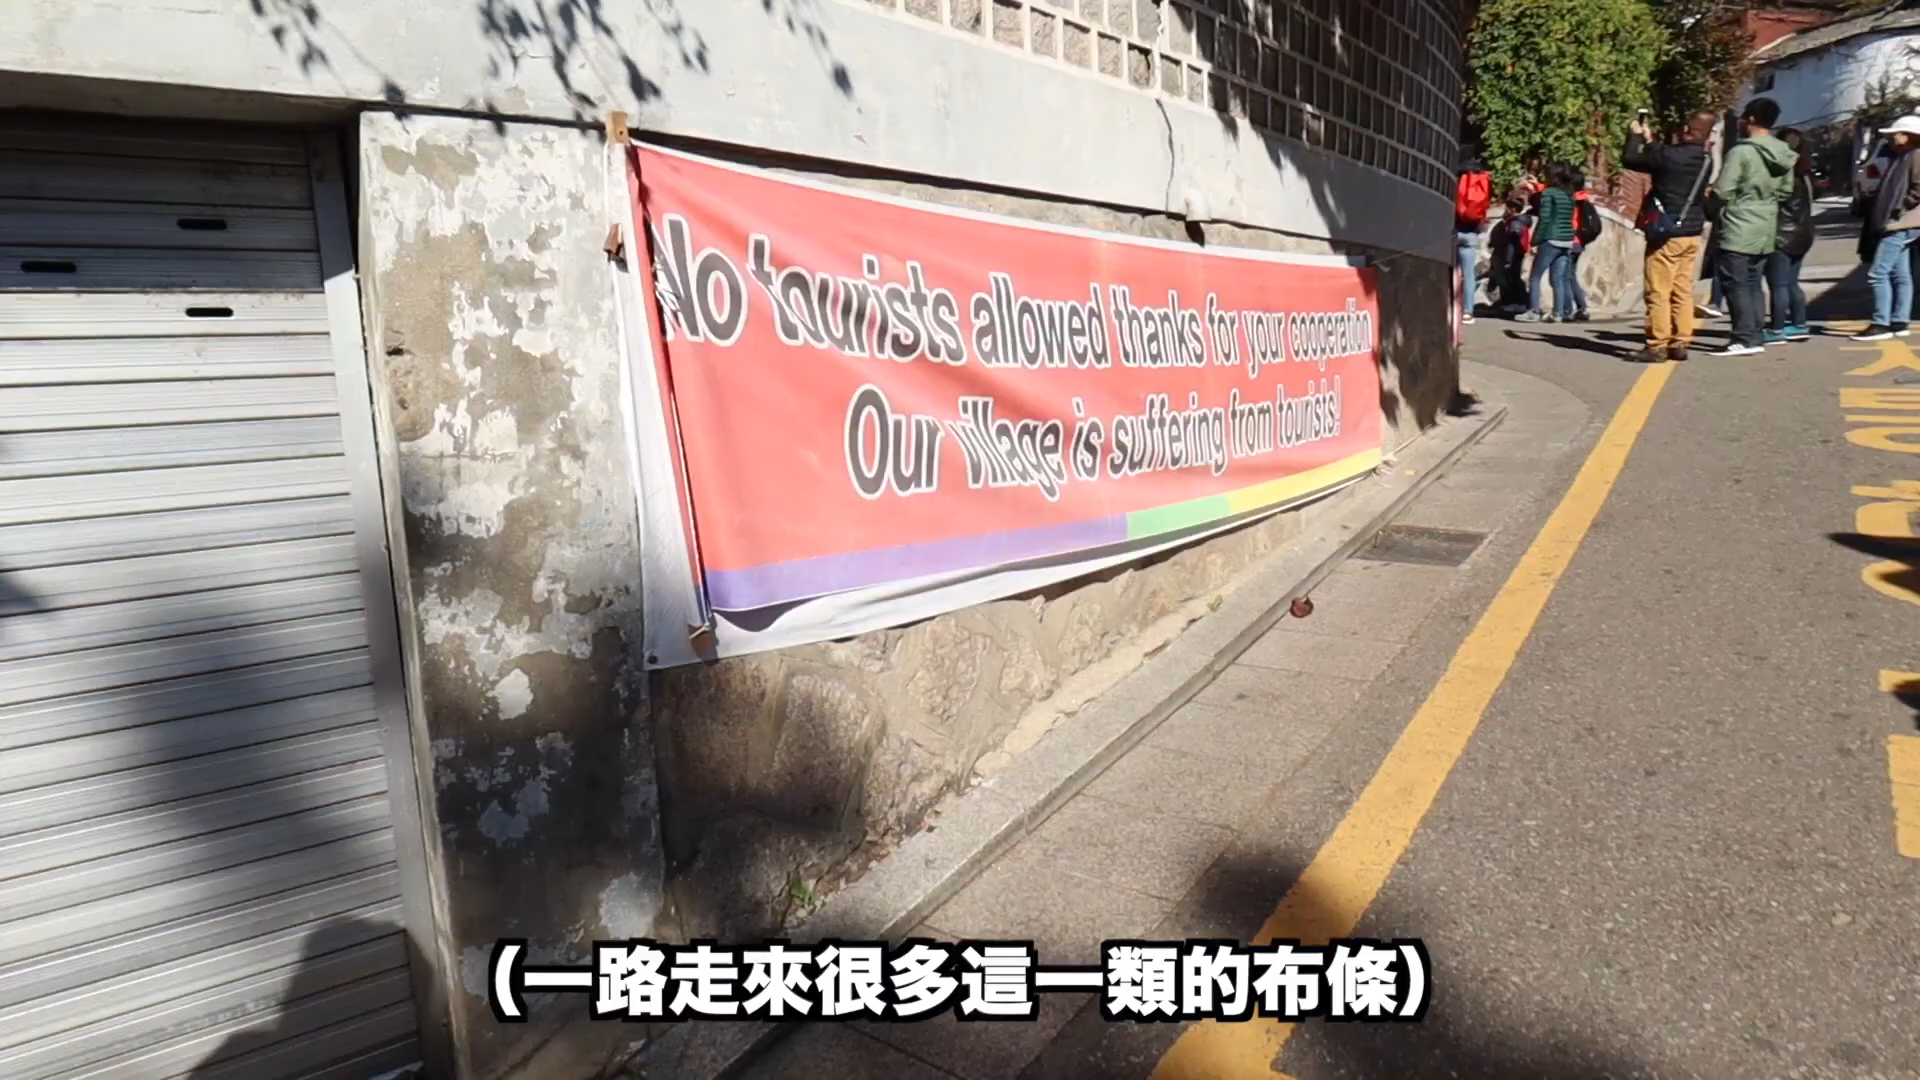 No tourists allowed thanks for your cooperation
Our village is suffering from tourists!
(一路走來很多這一類的布條)